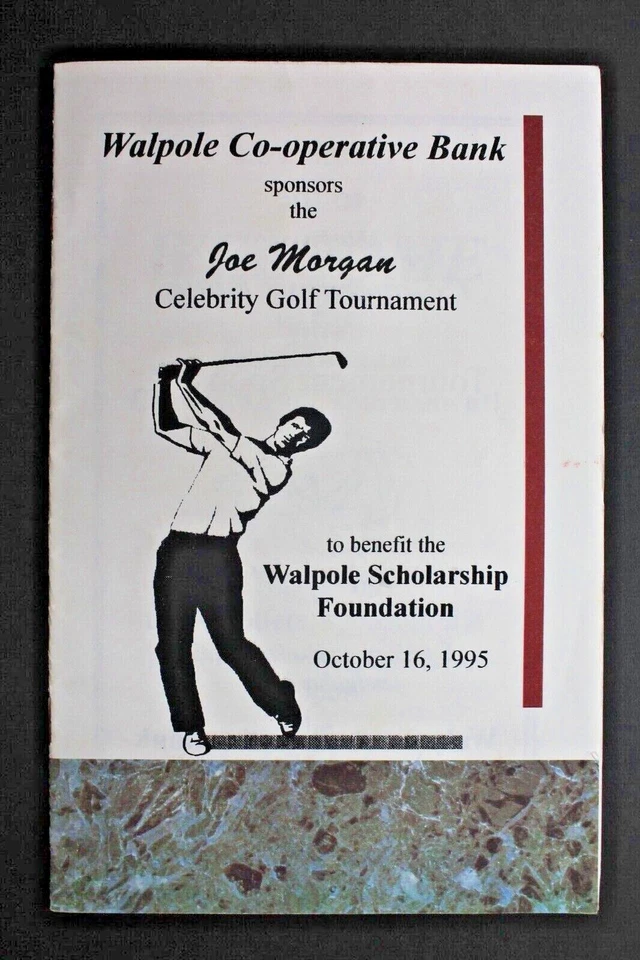 Walpole Co-operative Bank
sponsors
the
Joe Morgan
Celebrity Golf Tournament
to benefit the
Walpole Scholarship
Foundation
October 16, 1995